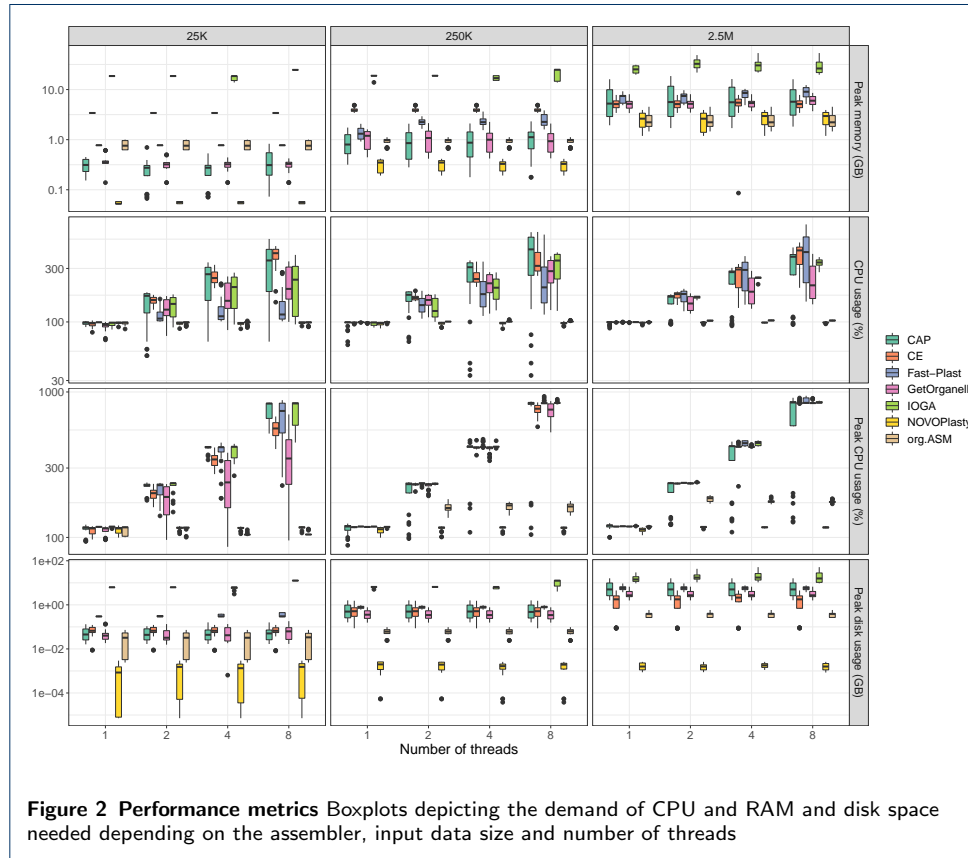 25K 250K 2.5M
10.0
1.0
0.1
Peak memory (GB)
300
100
30
CPU usage (%)
1000
300
100
Peak CPU usage (%)
1e+02
1e+00
1e−02
1e−04
Peak disk usage (GB)
1 2 4 8 1 2 4 8 1 2 4 8
Number of threads
CAP
CE
Fast−Plast
GetOrganell
IOGA
NOVOPlasty
org.ASM
Figure 2 Performance metrics Boxplots depicting the demand of CPU and RAM and disk space
needed depending on the assembler, input data size and number of threads